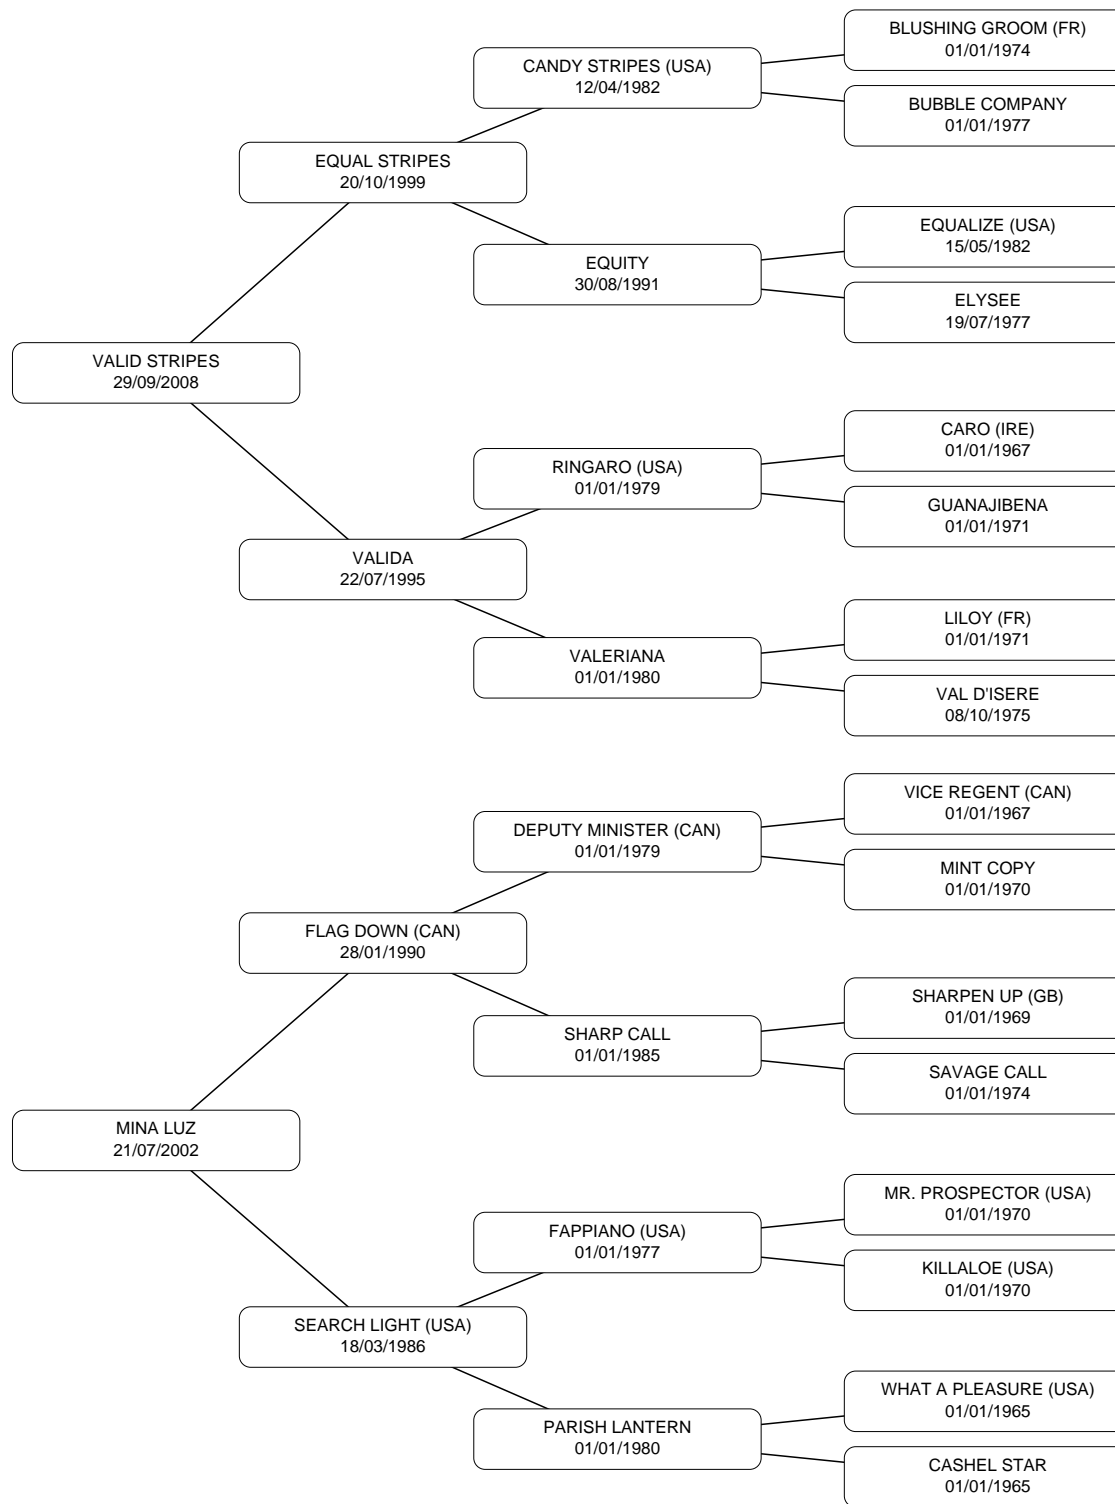 BLUSHING GROOM (FR)
01/01/1974
CANDY STRIPES (USA)
12/04/1982
BUBBLE COMPANY
01/01/1977
EQUAL STRIPES
20/10/1999
EQUALIZE (USA)
15/05/1982
EQUITY
30/08/1991
ELYSEE
19/07/1977
VALID STRIPES
29/09/2008
CARO (IRE)
01/01/1967
RINGARO (USA)
01/01/1979
GUANAJIBENA
01/01/1971
VALIDA
22/07/1995
LILOY (FR)
01/01/1971
VALERIANA
01/01/1980
VAL D'ISERE
08/10/1975
VICE REGENT (CAN)
01/01/1967
DEPUTY MINISTER (CAN)
01/01/1979
MINT COPY
01/01/1970
FLAG DOWN (CAN)
28/01/1990
SHARPEN UP (GB)
01/01/1969
SHARP CALL
01/01/1985
SAVAGE CALL
01/01/1974
MINA LUZ
21/07/2002
MR. PROSPECTOR (USA)
01/01/1970
FAPPIANO (USA)
01/01/1977
KILLALOE (USA)
01/01/1970
SEARCH LIGHT (USA)
18/03/1986
WHAT A PLEASURE (USA)
01/01/1965
PARISH LANTERN
01/01/1980
CASHEL STAR
01/01/1965